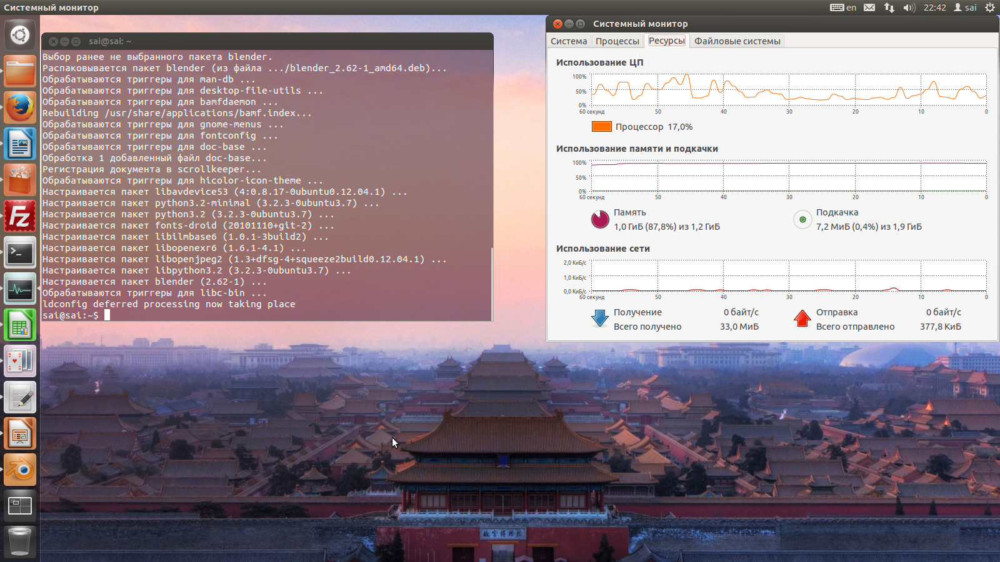 Системный монитор
en
22:42
sai
sai@sai: ~
Выбор ранее не выбранного пакета blender.
Распаковывается пакет blender (из файла .../blender_2.62-1_amd64.deb)...
Обрабатываются триггеры для man-db ...
Обрабатываются триггеры для desktop-file-utils ...
Обрабатываются триггеры для bamfdaemon ...
Rebuilding /usr/share/applications/bamf.index...
Обрабатываются триггеры для gnome-menus ...
Обрабатываются триггеры для fontconfig ...
Обрабатываются триггеры для doc-base ...
Обработка 1 добавленный файл doc-base...
Регистрация документа в scrollkeeper...
Обрабатываются триггеры для hicolor-icon-theme ...
Настраивается пакет libavdevice53 (4:0.8.17-0ubuntu0.12.04.1) ...
Настраивается пакет python3.2-minimal (3.2.3-0ubuntu3.7) ...
Настраивается пакет python3.2 (3.2.3-0ubuntu3.7) ...
Настраивается пакет fonts-droid (20101110+git-2) ...
Настраивается пакет libilmbase6 (1.0.1-3build2) ...
Настраивается пакет libopenexr6 (1.6.1-4.1) ...
Настраивается пакет libopenjpeg2 (1.3+dfsg-4+squeeze2build0.12.04.1) ...
Настраивается пакет libpython3.2 (3.2.3-0ubuntu3.7) ...
Настраивается пакет blender (2.62-1) ...
Обрабатываются триггеры для libc-bin ...
ldconfig deferred processing now taking place
sai@sai:~$
Системный монитор
Система Процессы Ресурсы Файловые системы
Использование ЦП
100%
50%
0%
60 секунд 50 40 30 20 10 0
Процессор 17,0%
Использование памяти и подкачки
100%
50%
0%
60 секунд 50 40 30 20 10 0
Память
1,0 ГиБ (87,8%) из 1,2 ГиБ
Подкачка
7,2 МиБ (0,4%) из 1,9 ГиБ
Использование сети
2,0 КиБ/с
1,0 КиБ/с
0,0 КиБ/с
60 секунд 50 40 30 20 10 0
Получение 0 байт/с
Всего получено 33,0 МиБ
Отправка 0 байт/с
Всего отправлено 377,8 КиБ
Fz
>_
故宫博物院